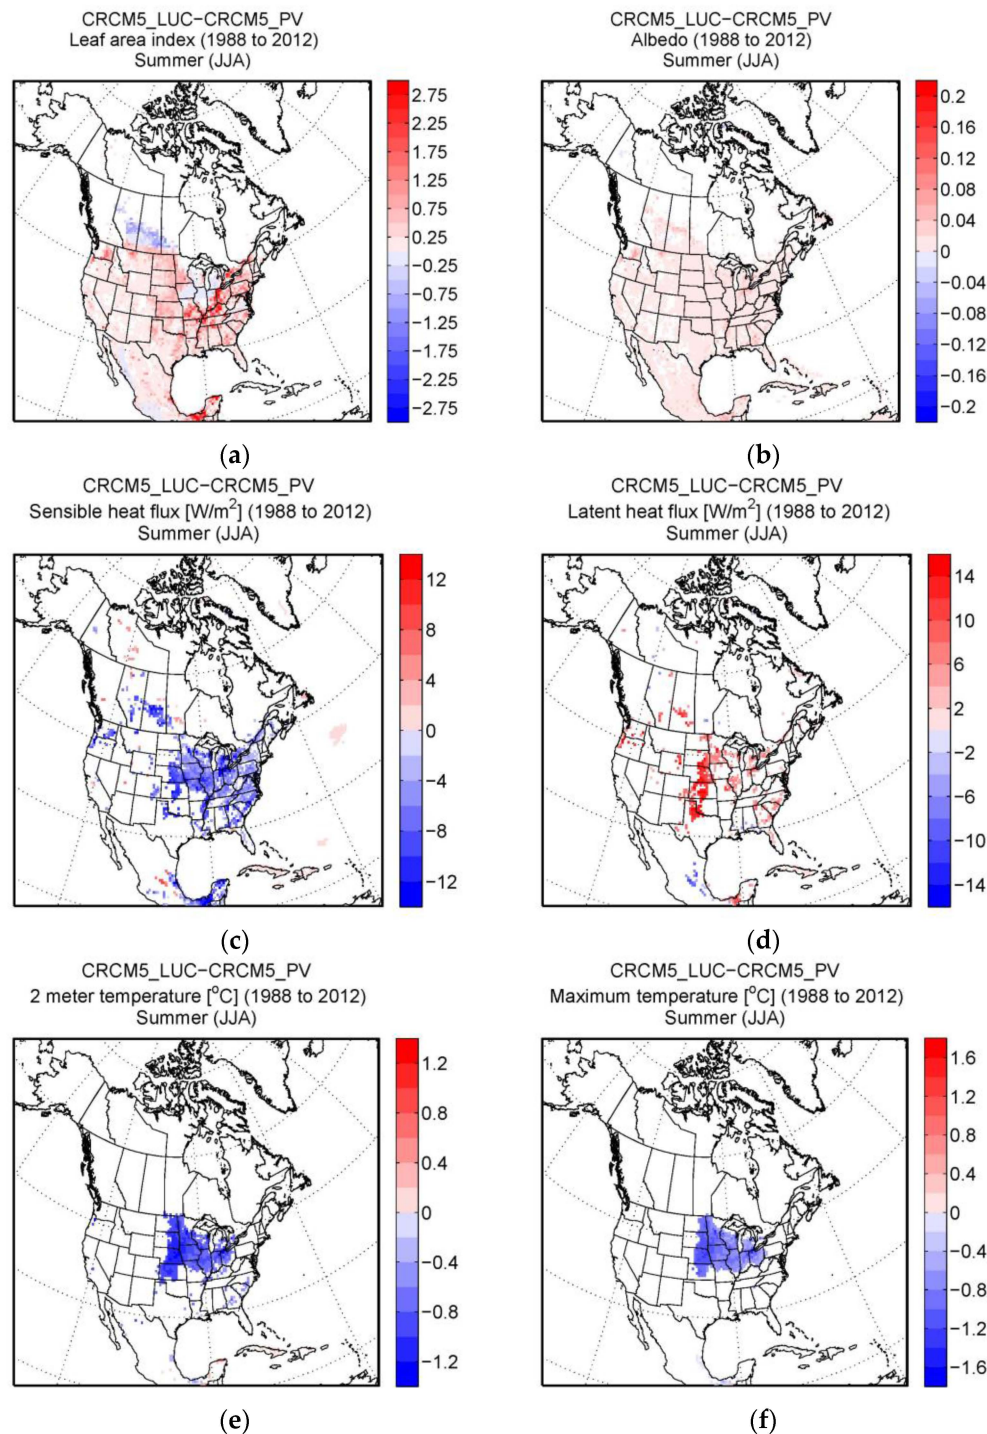 CRCM5_LUC−CRCM5_PV
Leaf area index (1988 to 2012)
Summer (JJA)
2.75
2.25
1.75
1.25
0.75
0.25
−0.25
−0.75
−1.25
−1.75
−2.25
−2.75
(a)
CRCM5_LUC−CRCM5_PV
Albedo (1988 to 2012)
Summer (JJA)
0.2
0.16
0.12
0.08
0.04
0
−0.04
−0.08
−0.12
−0.16
−0.2
(b)
CRCM5_LUC−CRCM5_PV
Sensible heat flux [W/m²] (1988 to 2012)
Summer (JJA)
12
8
4
0
−4
−8
−12
(c)
CRCM5_LUC−CRCM5_PV
Latent heat flux [W/m²] (1988 to 2012)
Summer (JJA)
14
10
6
2
−2
−6
−10
−14
(d)
CRCM5_LUC−CRCM5_PV
2 meter temperature [°C] (1988 to 2012)
Summer (JJA)
1.2
0.8
0.4
0
−0.4
−0.8
−1.2
(e)
CRCM5_LUC−CRCM5_PV
Maximum temperature [°C] (1988 to 2012)
Summer (JJA)
1.6
1.2
0.8
0.4
0
−0.4
−0.8
−1.2
−1.6
(f)